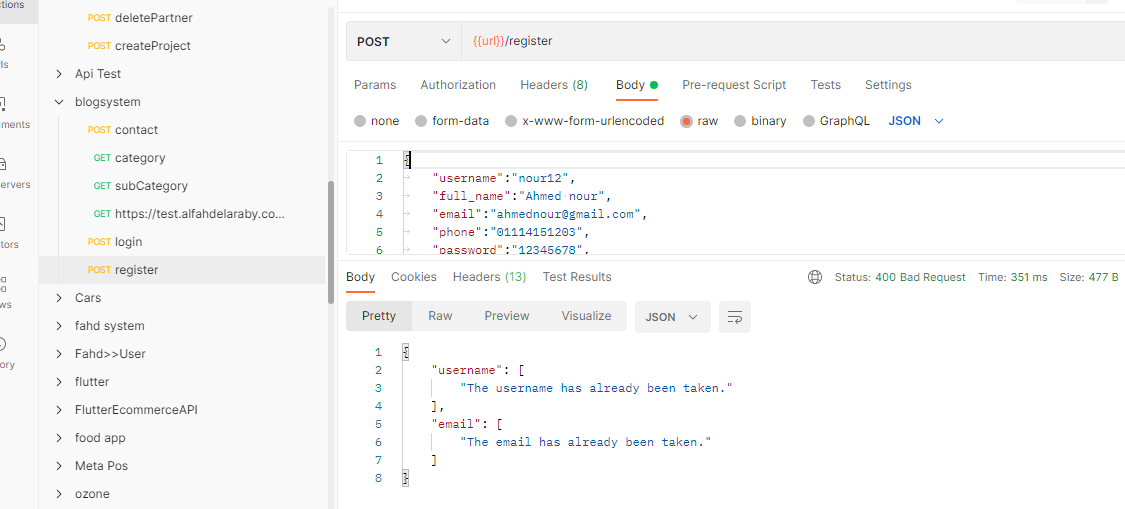 ctions
POST deletePartner
POST createProject
Api Test
blogsystem
POST contact
GET category
GET subCategory
GET https://test.alfahdelaraby.co...
POST login
POST register
Cars
fahd system
Fahd>>User
flutter
FlutterEcommerceAPI
food app
Meta Pos
ozone
ls
nments
ervers
tors
ws
ory
POST {{url}}/register
Params Authorization Headers (8) Body Pre-request Script Tests Settings
none form-data x-www-form-urlencoded raw binary GraphQL JSON
1 {
2 "username":"nour12",
3 "full_name":"Ahmed nour",
4 "email":"ahmednour@gmail.com",
5 "phone":"01114151203",
6 "password":"12345678",
Body Cookies Headers (13) Test Results Status: 400 Bad Request Time: 351 ms Size: 477 B
Pretty Raw Preview Visualize JSON
1 {
2 "username": [
3 "The username has already been taken."
4 ],
5 "email": [
6 "The email has already been taken."
7 ]
8 }